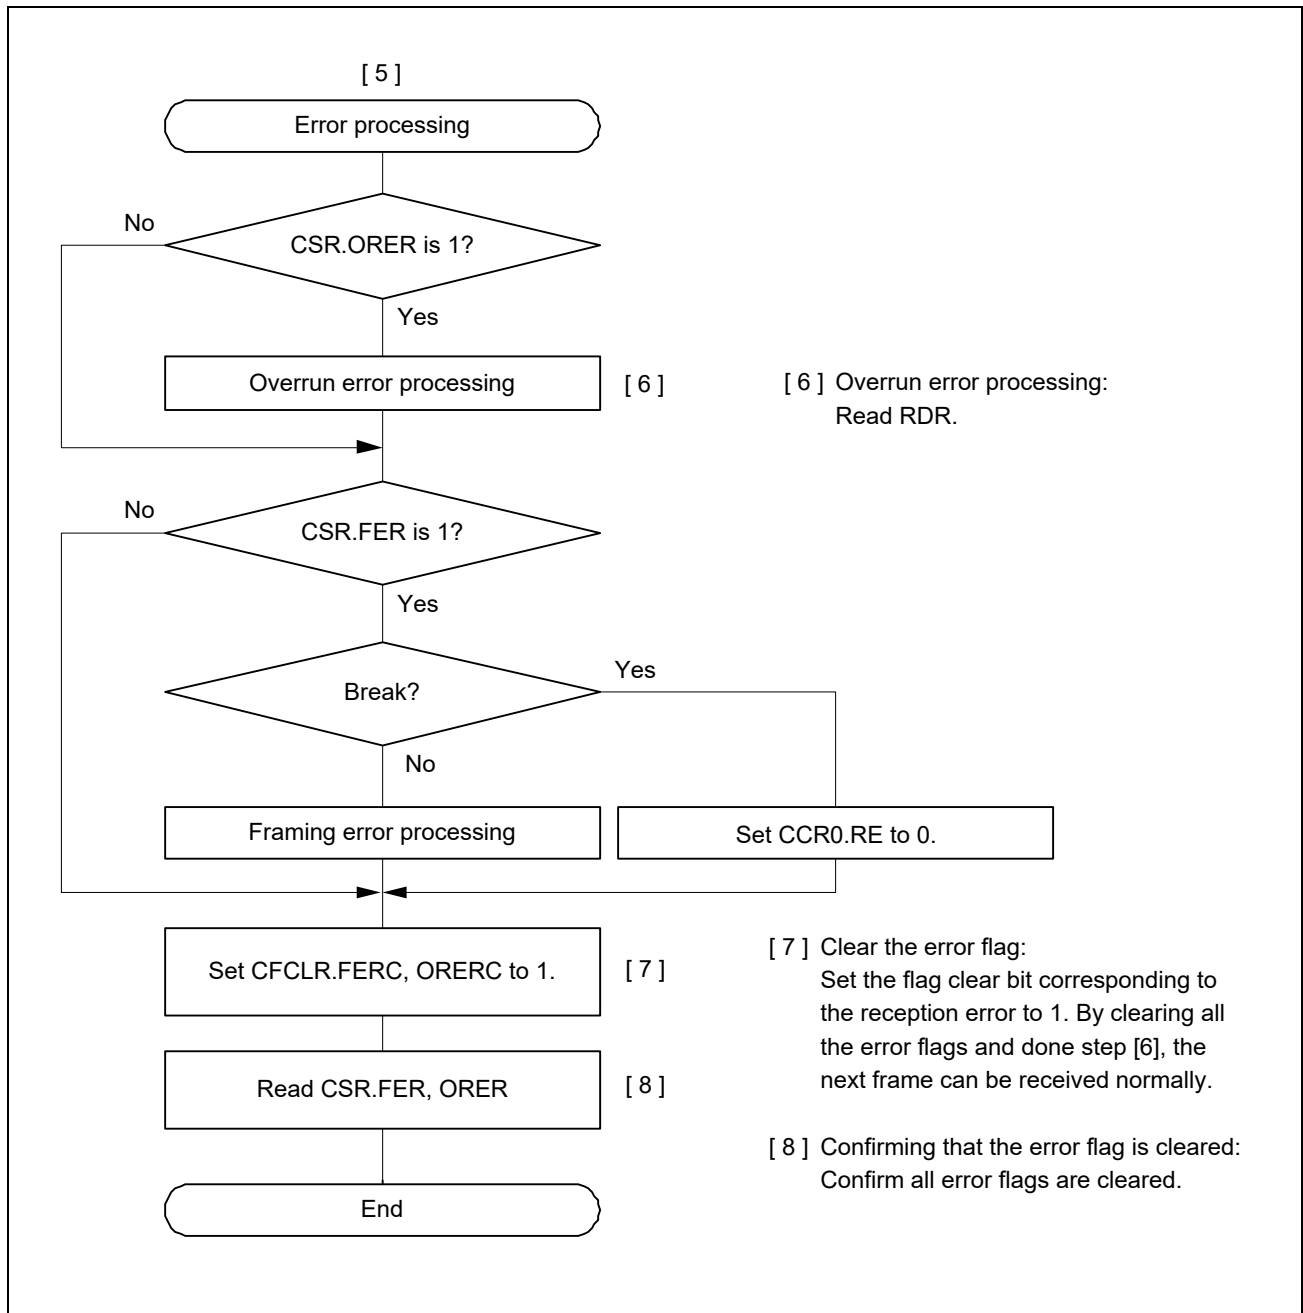 [ 5 ]
Error processing
No
CSR.ORER is 1?
Yes
Overrun error processing
[ 6 ]
[ 6 ] Overrun error processing:
Read RDR.
No
CSR.FER is 1?
Yes
Break?
Yes
No
Framing error processing
Set CCR0.RE to 0.
Set CFCLR.FERC, ORERC to 1.
[ 7 ]
[ 7 ] Clear the error flag:
Set the flag clear bit corresponding to
the reception error to 1. By clearing all
the error flags and done step [6], the
next frame can be received normally.
Read CSR.FER, ORER
[ 8 ]
[ 8 ] Confirming that the error flag is cleared:
Confirm all error flags are cleared.
End